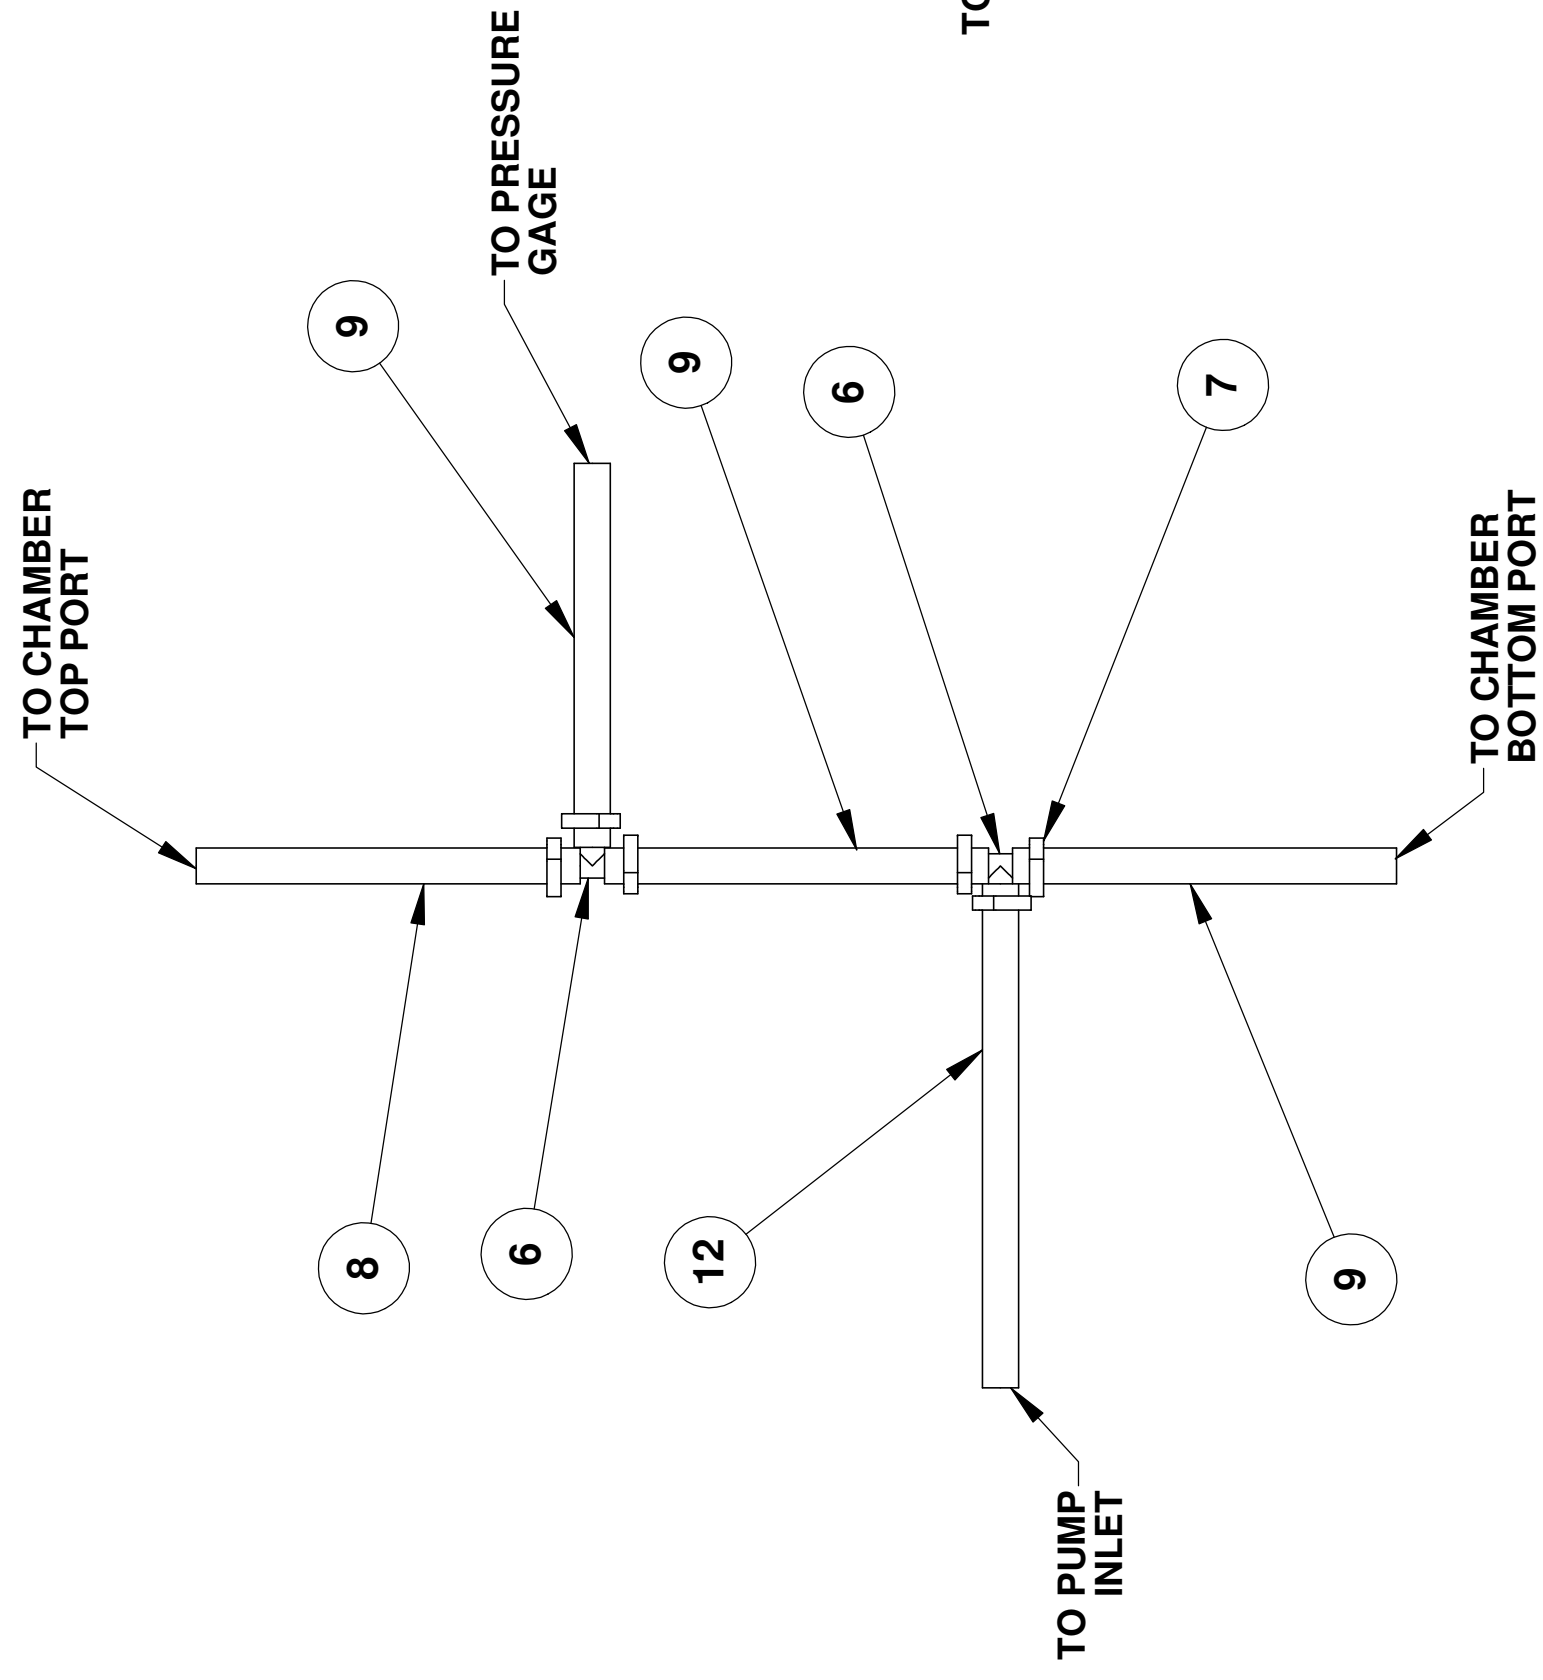 TO CHAMBER
TOP PORT
8
9
6
TO PRESSURE
GAGE
12
9
6
TO PUMP
INLET
7
9
TO CHAMBER
BOTTOM PORT